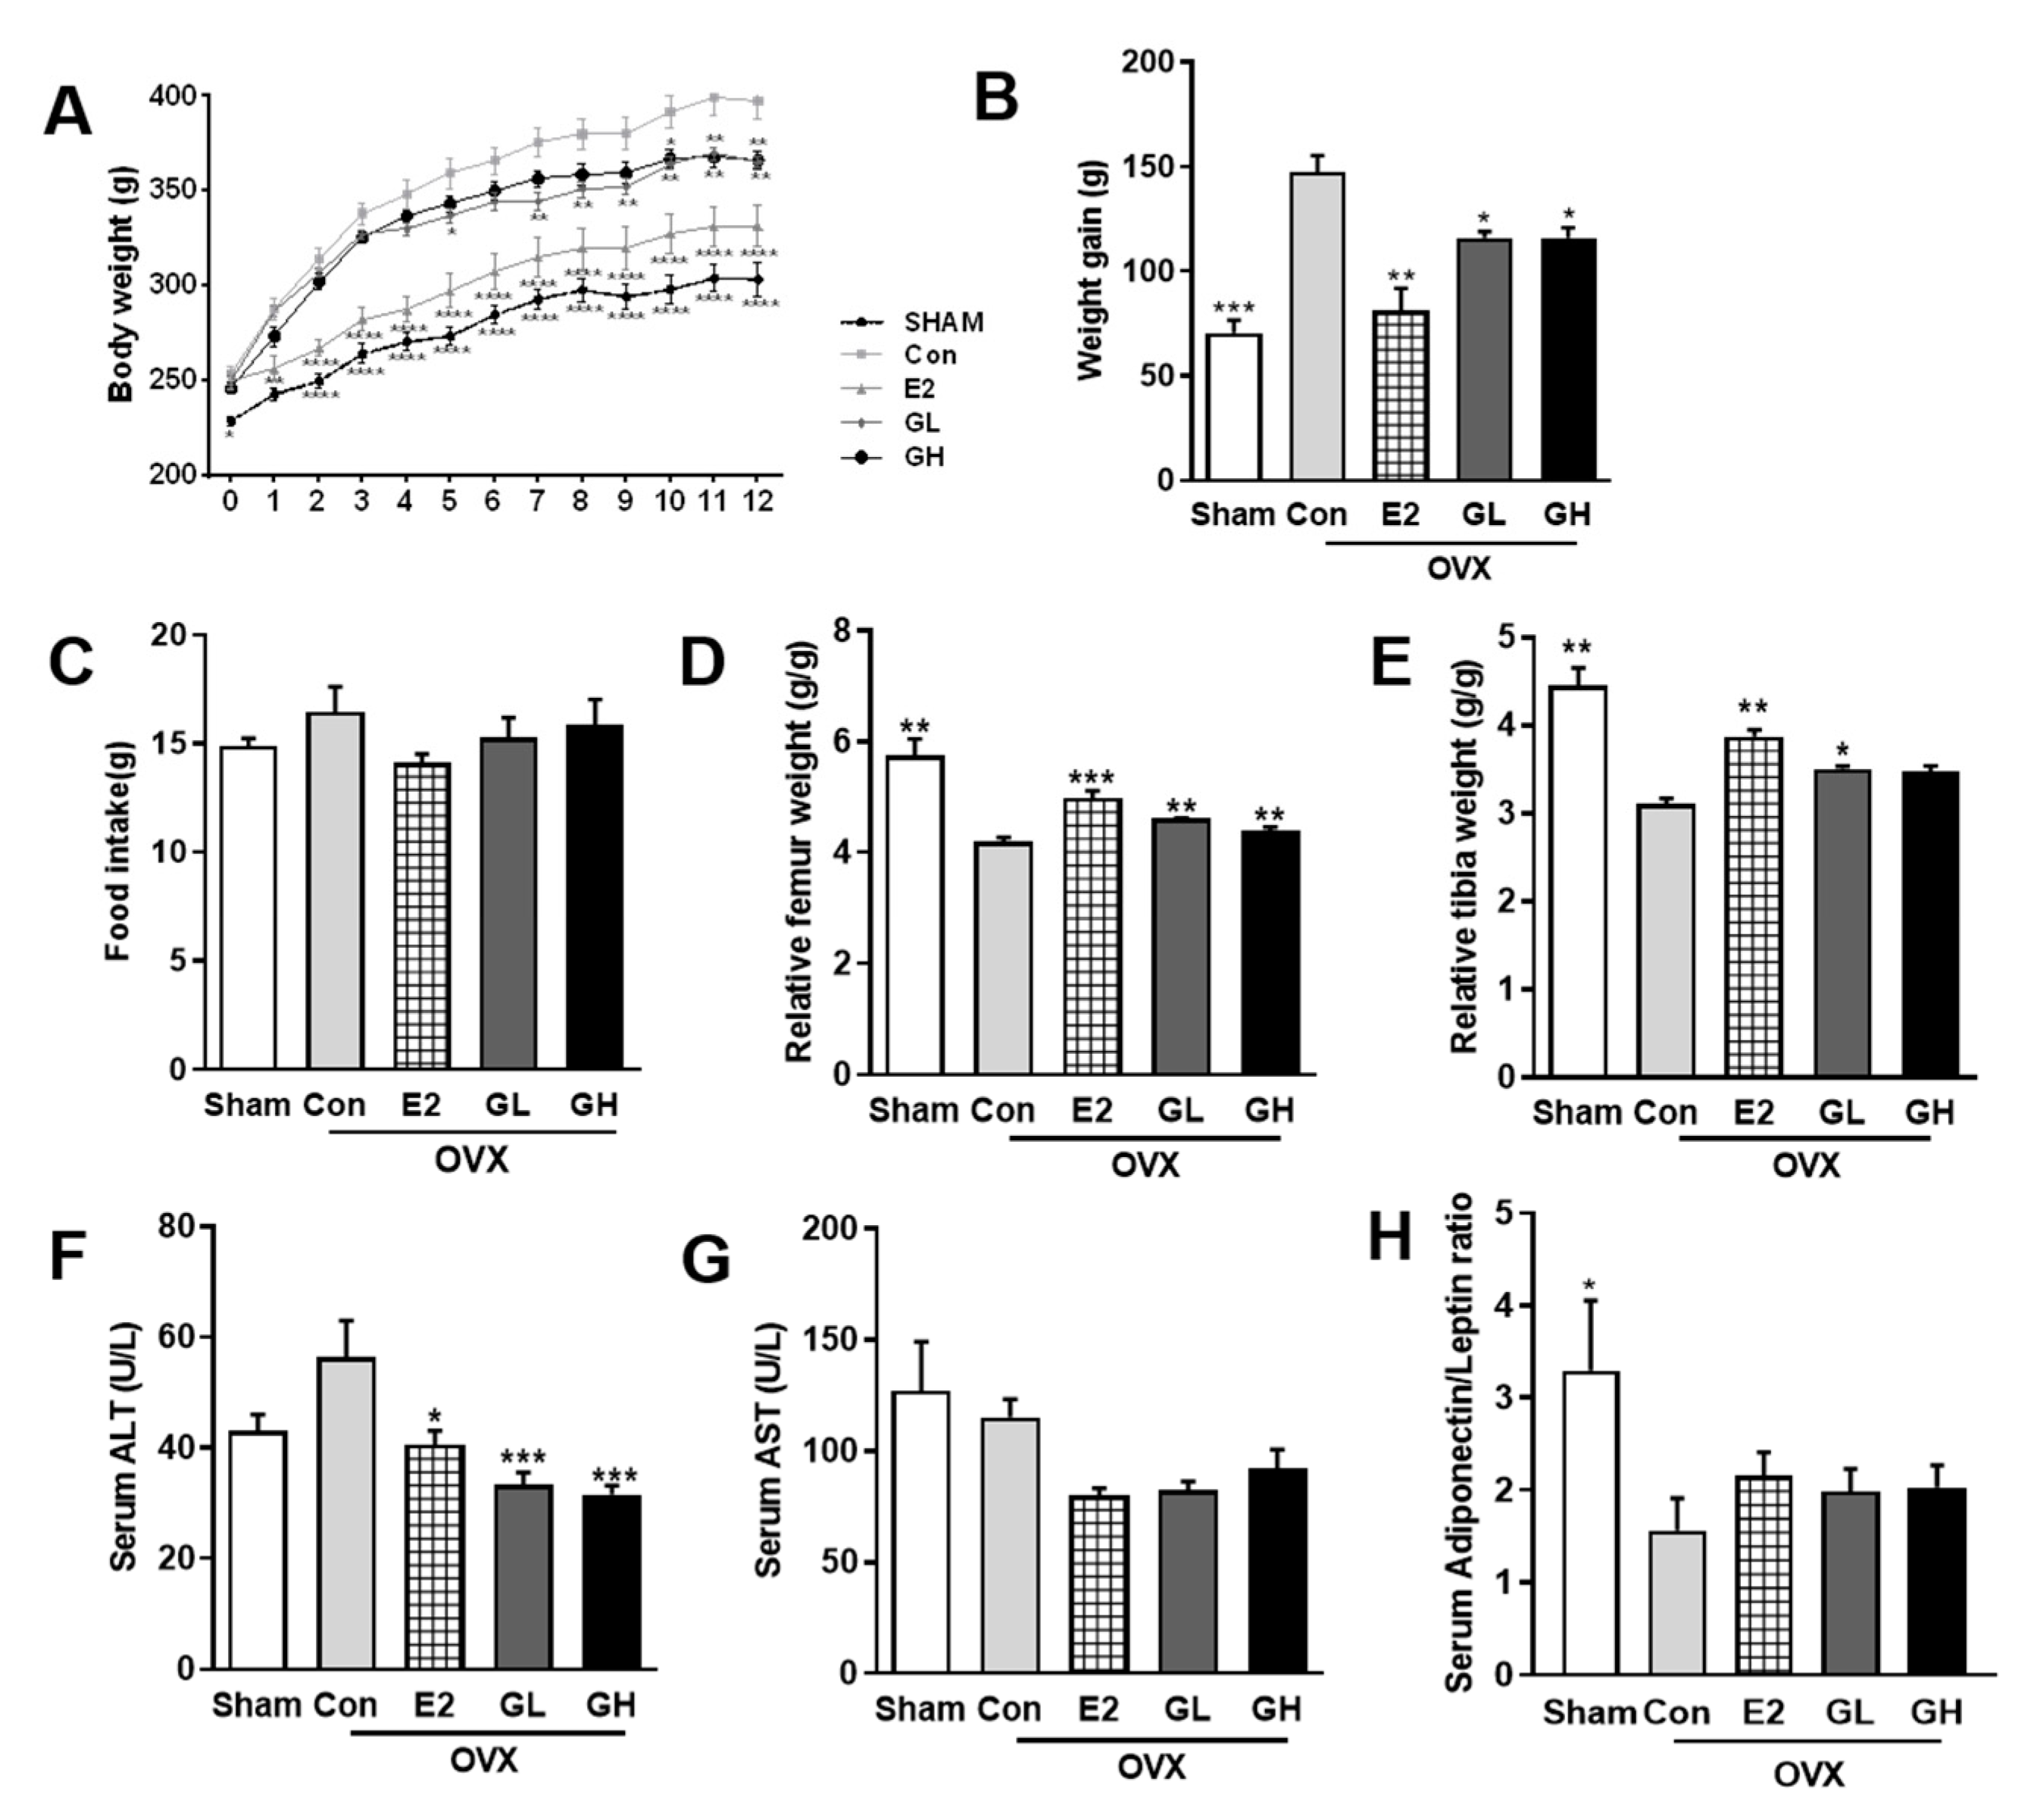 A
Body weight (g)
400
350
300
250
200
0 1 2 3 4 5 6 7 8 9 10 11 12
* ** **
** ** ** ** ** **
*
**** **** **** **** **** **** **** **** **** ****
** ****
**** **** **** **** **** **** **** **** **** ****
****
*
SHAM
Con
E2
GL
GH
B
Weight gain (g)
200
150
100
50
0
*** ** * *
Sham Con E2 GL GH
OVX
C
Food intake(g)
20
15
10
5
0
Sham Con E2 GL GH
OVX
D
Relative femur weight (g/g)
8
6
4
2
0
** *** ** **
Sham Con E2 GL GH
OVX
E
Relative tibia weight (g/g)
5
4
3
2
1
0
** ** *
Sham Con E2 GL GH
OVX
F
Serum ALT (U/L)
80
60
40
20
0
* *** ***
Sham Con E2 GL GH
OVX
G
Serum AST (U/L)
200
150
100
50
0
Sham Con E2 GL GH
OVX
H
Serum Adiponectin/Leptin ratio
5
4
3
2
1
0
*
Sham Con E2 GL GH
OVX